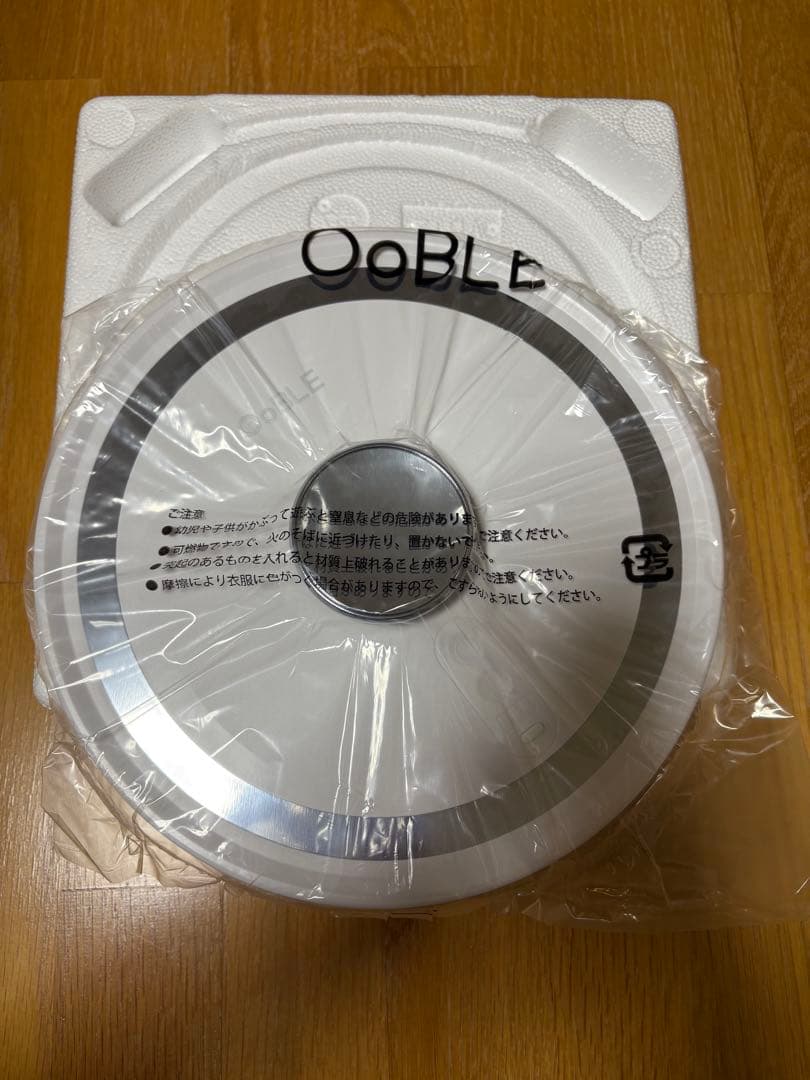 OoBLE
OoBLE
ご注意
●幼児や子供がかぶって遊ぶと窒息などの危険がありま ご注意ください。
●可燃物ですので、火のそばに近づけたり、置かないで
●突起のあるものを入れると材質上破れることがありま ご注意ください。
●摩擦により衣服に色がつく場合がありますので、こすらないようにしてください。
プラ